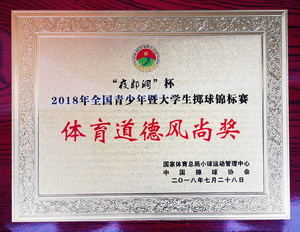 “夜郎洞”杯
2018年全国青少年暨大学生掷球锦标赛
体育道德风尚奖
国家体育总局小球运动管理中心
中国掷球协会
二〇一八年七月二十八日